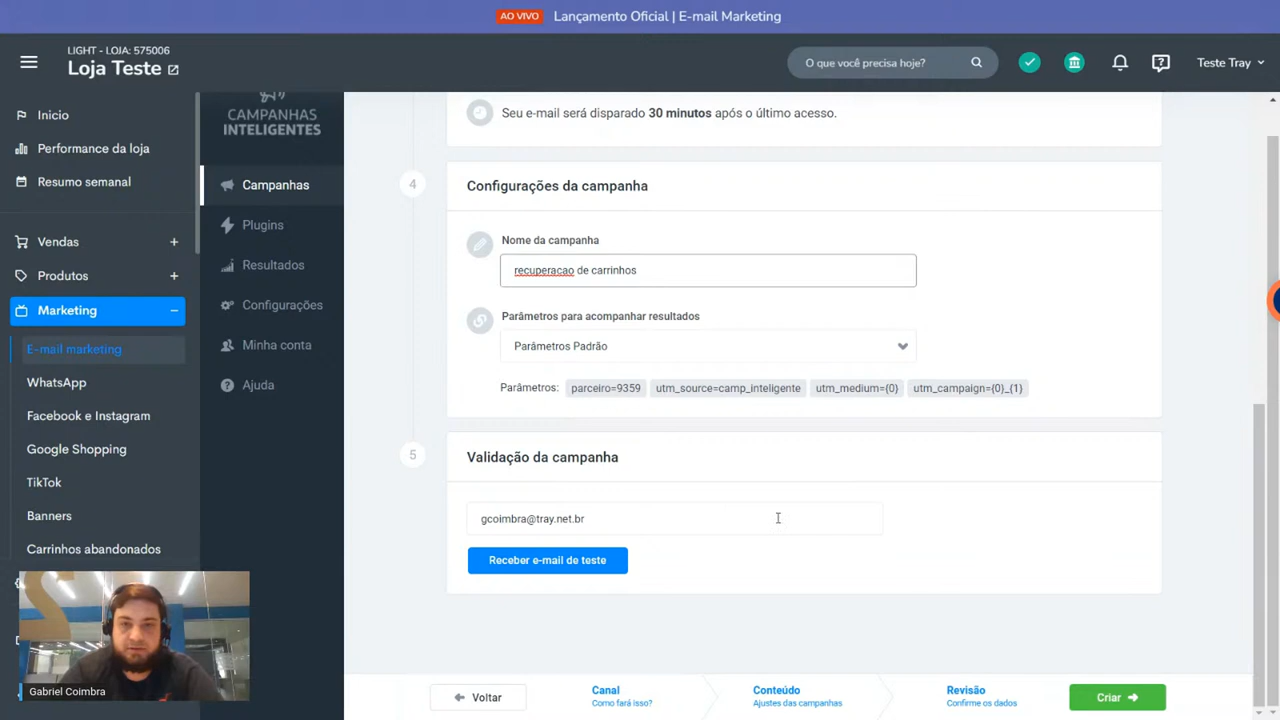 AO VIVO Lançamento Oficial | E-mail Marketing
LIGHT - LOJA: 575006
Loja Teste
O que você precisa hoje?
Teste Tray
Inicio
Performance da loja
Resumo semanal
Vendas +
Produtos +
Marketing −
E-mail marketing
WhatsApp
Facebook e Instagram
Google Shopping
TikTok
Banners
Carrinhos abandonados
CAMPANHAS
INTELIGENTES
Campanhas
Plugins
Resultados
Configurações
Minha conta
Ajuda
Seu e-mail será disparado 30 minutos após o último acesso.
4
Configurações da campanha
Nome da campanha
recuperacao de carrinhos
Parâmetros para acompanhar resultados
Parâmetros Padrão
Parâmetros: parceiro=9359 utm_source=camp_inteligente utm_medium={0} utm_campaign={0}_{1}
5
Validação da campanha
gcoimbra@tray.net.br
Receber e-mail de teste
Gabriel Coimbra
Voltar
Canal
Como fará isso?
Conteúdo
Ajustes das campanhas
Revisão
Confirme os dados
Criar